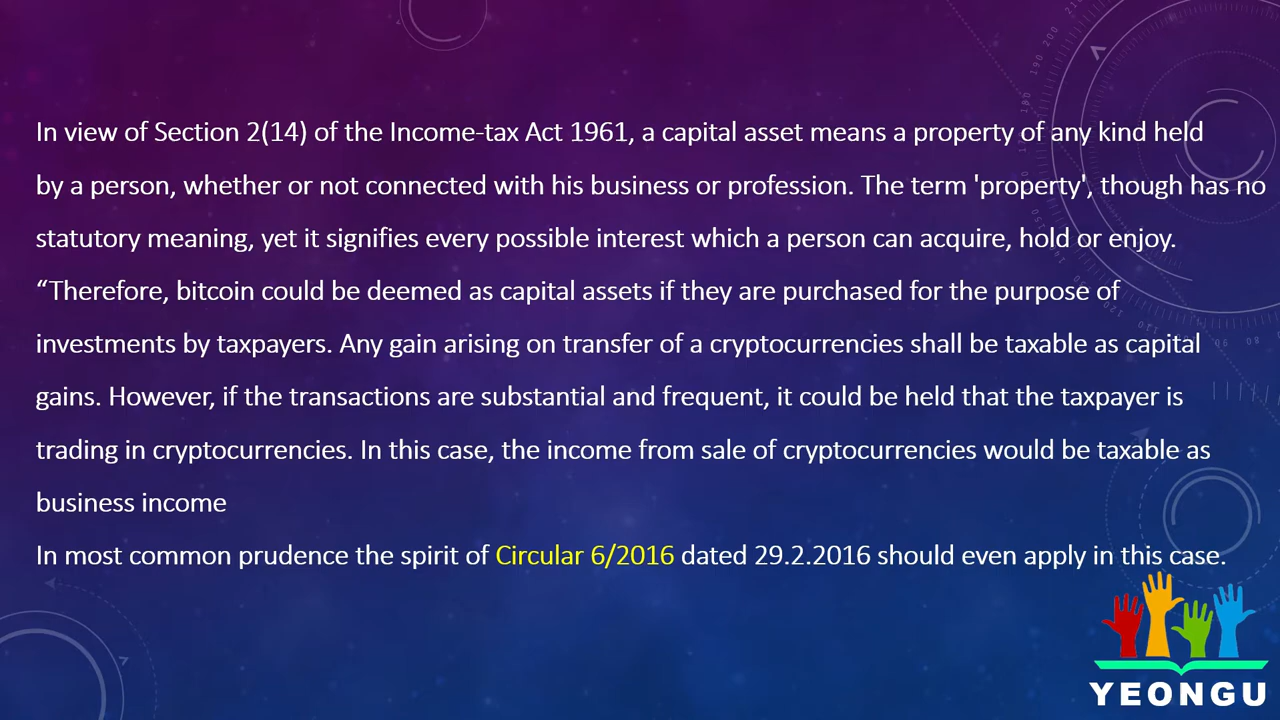 In view of Section 2(14) of the Income-tax Act 1961, a capital asset means a property of any kind held
by a person, whether or not connected with his business or profession. The term 'property', though has no
statutory meaning, yet it signifies every possible interest which a person can acquire, hold or enjoy.
“Therefore, bitcoin could be deemed as capital assets if they are purchased for the purpose of
investments by taxpayers. Any gain arising on transfer of a cryptocurrencies shall be taxable as capital
gains. However, if the transactions are substantial and frequent, it could be held that the taxpayer is
trading in cryptocurrencies. In this case, the income from sale of cryptocurrencies would be taxable as
business income
In most common prudence the spirit of Circular 6/2016 dated 29.2.2016 should even apply in this case.
YEONGU